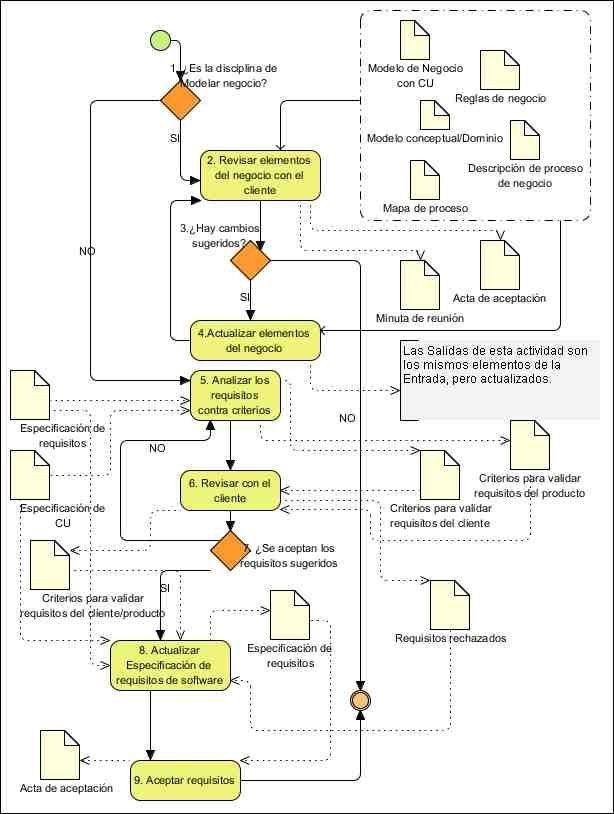 1. ¿Es la disciplina de
Modelar negocio?
Modelo de Negocio
con CU
Reglas de negocio
Modelo conceptual/Dominio
Descripción de proceso
de negocio
Mapa de proceso
SI
2. Revisar elementos
del negocio con el
cliente
3.¿Hay cambios
sugeridos?
NO
Acta de aceptación
Minuta de reunión
SI
4.Actualizar elementos
del negocio
Las Salidas de esta actividad son
los mismos elementos de la
Entrada, pero actualizados.
5. Analizar los
requisitos
contra criterios
NO
Especificación de
requisitos
NO
6. Revisar con el
cliente
Criterios para validar
requisitos del producto
Criterios para validar
requisitos del cliente
Especificación de
CU
7. ¿Se aceptan los
requisitos sugeridos
Criterios para validar
requisitos del cliente/producto
SI
Requisitos rechazados
8. Actualizar
Especificación de
requisitos de software
Especificación de
requisitos
9. Aceptar requisitos
Acta de aceptación